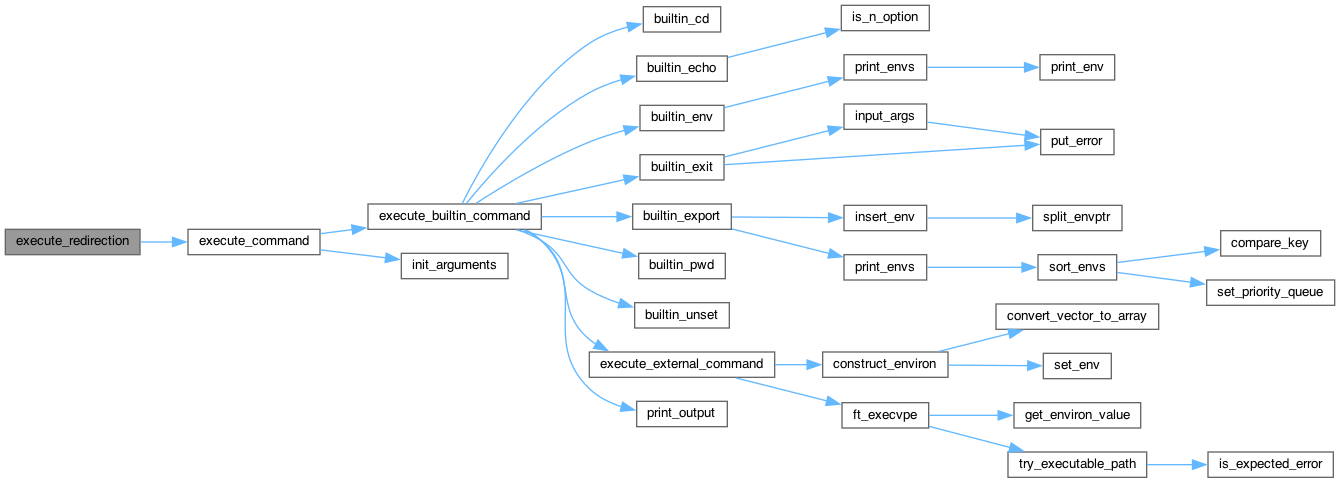 execute_redirection
execute_command
execute_builtin_command
init_arguments
builtin_cd
builtin_echo
builtin_env
builtin_exit
builtin_export
builtin_pwd
builtin_unset
execute_external_command
print_output
is_n_option
print_envs
input_args
insert_env
print_envs
construct_environ
ft_execvpe
print_env
put_error
split_envptr
sort_envs
convert_vector_to_array
set_env
get_environ_value
try_executable_path
compare_key
set_priority_queue
is_expected_error